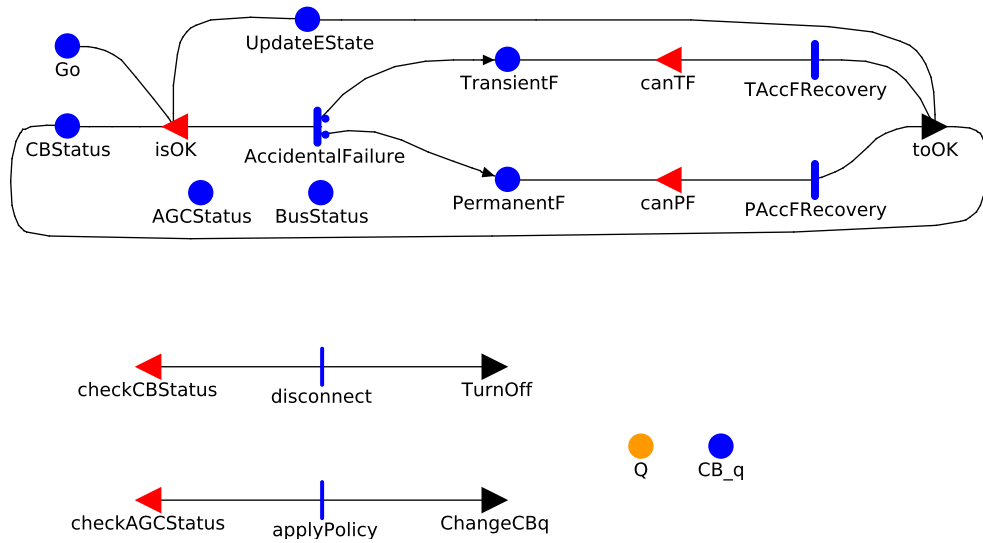 UpdateEState
Go
TransientF
canTF
TAccFRecovery
CBStatus
isOK
AccidentalFailure
toOK
AGCStatus
BusStatus
PermanentF
canPF
PAccFRecovery
checkCBStatus
disconnect
TurnOff
Q
CB_q
checkAGCStatus
applyPolicy
ChangeCBq